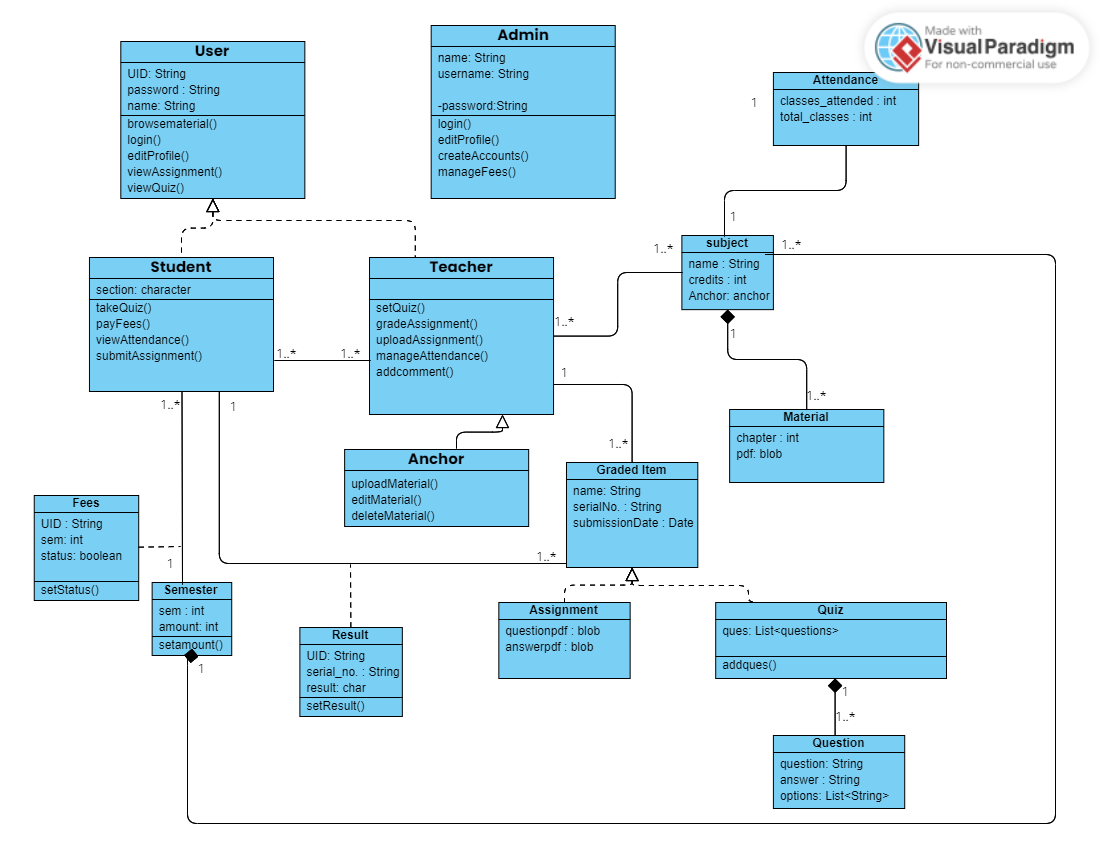 Made with
Visual Paradigm
For non-commercial use
User
UID: String
password : String
name: String
browsematerial()
login()
editProfile()
viewAssignment()
viewQuiz()
Admin
name: String
username: String
-password:String
login()
editProfile()
createAccounts()
manageFees()
Attendance
classes_attended : int
total_classes : int
1
1
subject
name : String
credits : int
Anchor: anchor
1..*
1..*
1
Student
section: character
takeQuiz()
payFees()
viewAttendance()
submitAssignment()
1..*
1..*
Teacher
setQuiz()
gradeAssignment()
uploadAssignment()
manageAttendance()
addcomment()
1..*
1
1..*
1
1..*
1..*
Material
chapter : int
pdf: blob
Anchor
uploadMaterial()
editMaterial()
deleteMaterial()
Graded Item
name: String
serialNo. : String
submissionDate : Date
1..*
Fees
UID : String
sem: int
status: boolean
setStatus()
1
Semester
sem : int
amount: int
setamount()
1
Result
UID: String
serial_no. : String
result: char
setResult()
Assignment
questionpdf : blob
answerpdf : blob
Quiz
ques: List<questions>
addques()
1
1..*
Question
question: String
answer : String
options: List<String>